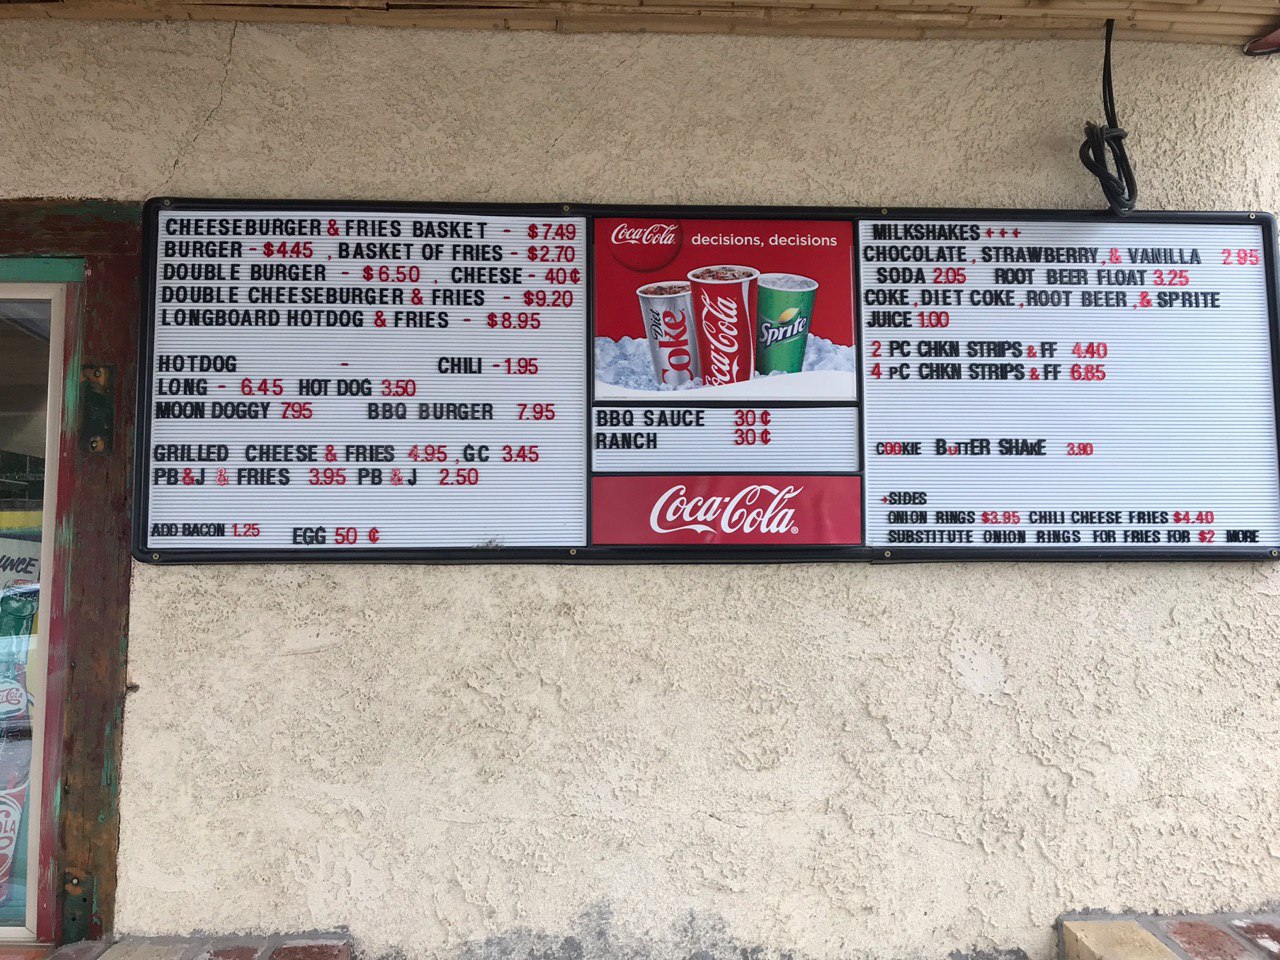 CHEESEBURGER & FRIES BASKET - $7.49
BURGER - $4.45 , BASKET OF FRIES - $2.70
DOUBLE BURGER - $6.50 , CHEESE - 40¢
DOUBLE CHEESEBURGER & FRIES - $9.20
LONGBOARD HOTDOG & FRIES - $8.95
HOTDOG - CHILI - 1.95
LONG - 6.45 HOT DOG 3.50
MOON DOGGY 795 BBQ BURGER 7.95
GRILLED CHEESE & FRIES 4.95 , GC 3.45
PB&J & FRIES 3.95 PB & J 2.50
ADD BACON 1.25 EGG 50 ¢
Coca-Cola decisions, decisions
Diet Coke
Coca-Cola
Sprite
BBQ SAUCE 30 ¢
RANCH 30 ¢
Coca-Cola
MILKSHAKES +++
CHOCOLATE, STRAWBERRY, & VANILLA 2.95
SODA 2.05 ROOT BEER FLOAT 3.25
COKE, DIET COKE, ROOT BEER, & SPRITE
JUICE 1.00
2 PC CHKN STRIPS & FF 4.40
4 PC CHKN STRIPS & FF 6.85
COOKIE BuTTER SHAKE 3.90
+SIDES
ONION RINGS $3.95 CHILI CHEESE FRIES $4.40
SUBSTITUTE ONION RINGS FOR FRIES FOR $2 MORE